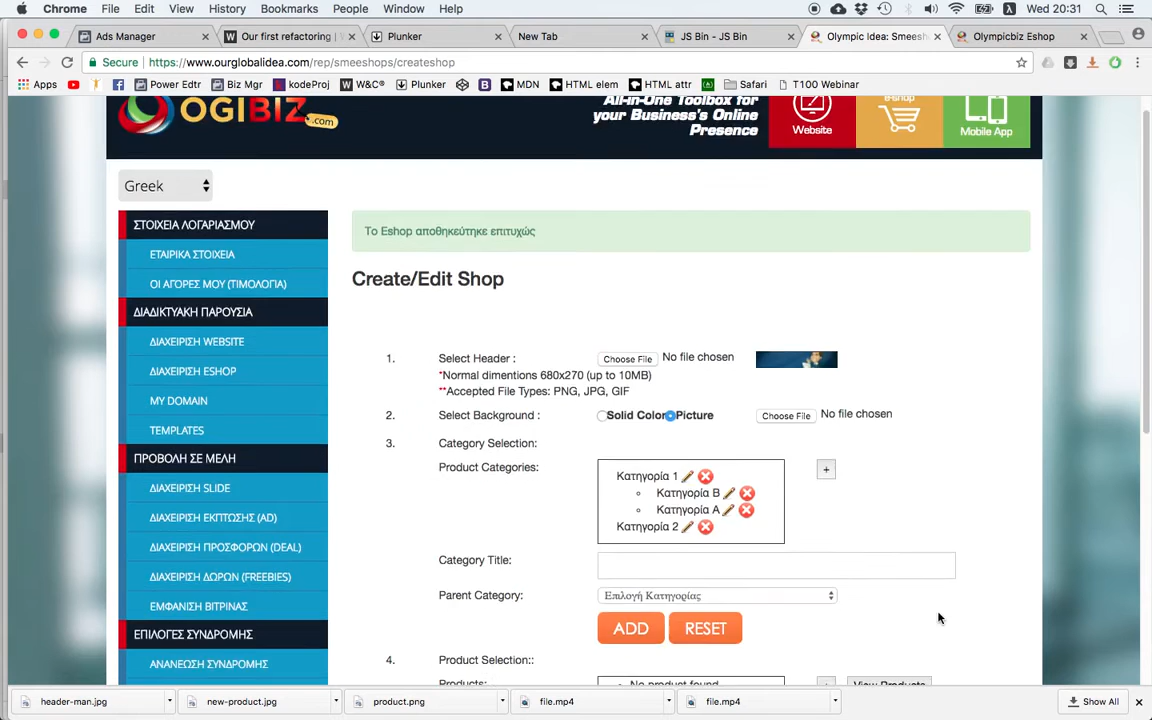 Chrome File Edit View History Bookmarks People Window Help Wed 20:31
Ads Manager Our first refactoring | Plunker New Tab JS Bin - JS Bin Olympic Idea: Smeesh Olympicbiz Eshop
Secure https://www.ourglobalidea.com/rep/smeeshops/createshop
Apps Power Edtr Biz Mgr kodeProj W&C® Plunker MDN HTML elem HTML attr Safari T100 Webinar
OGIBIZ.com
All-in-One Toolbox for
your Business's Online
Presence
Website
e-shop
Mobile App
Greek
ΣΤΟΙΧΕΙΑ ΛΟΓΑΡΙΑΣΜΟΥ
ΕΤΑΙΡΙΚΑ ΣΤΟΙΧΕΙΑ
ΟΙ ΑΓΟΡΕΣ ΜΟΥ (ΤΙΜΟΛΟΓΙΑ)
ΔΙΑΔΙΚΤΥΑΚΗ ΠΑΡΟΥΣΙΑ
ΔΙΑΧΕΙΡΙΣΗ WEBSITE
ΔΙΑΧΕΙΡΙΣΗ ESHOP
MY DOMAIN
TEMPLATES
ΠΡΟΒΟΛΗ ΣΕ ΜΕΛΗ
ΔΙΑΧΕΙΡΙΣΗ SLIDE
ΔΙΑΧΕΙΡΙΣΗ ΕΚΠΤΩΣΗΣ (AD)
ΔΙΑΧΕΙΡΙΣΗ ΠΡΟΣΦΟΡΩΝ (DEAL)
ΔΙΑΧΕΙΡΙΣΗ ΔΩΡΩΝ (FREEBIES)
ΕΜΦΑΝΙΣΗ ΒΙΤΡΙΝΑΣ
ΕΠΙΛΟΓΕΣ ΣΥΝΔΡΟΜΗΣ
ΑΝΑΝΕΩΣΗ ΣΥΝΔΡΟΜΗΣ
Το Eshop αποθηκεύτηκε επιτυχώς
Create/Edit Shop
1. Select Header : Choose File No file chosen
*Normal dimentions 680x270 (up to 10MB)
**Accepted File Types: PNG, JPG, GIF
2. Select Background : Solid Color Picture Choose File No file chosen
3. Category Selection:
Product Categories:
Κατηγορία 1
Κατηγορία Β
Κατηγορία Α
Κατηγορία 2
+
Category Title:
Parent Category: Επιλογή Κατηγορίας
ADD RESET
4. Product Selection::
Products: No product found + View Products
header-man.jpg new-product.jpg product.png file.mp4 file.mp4 Show All